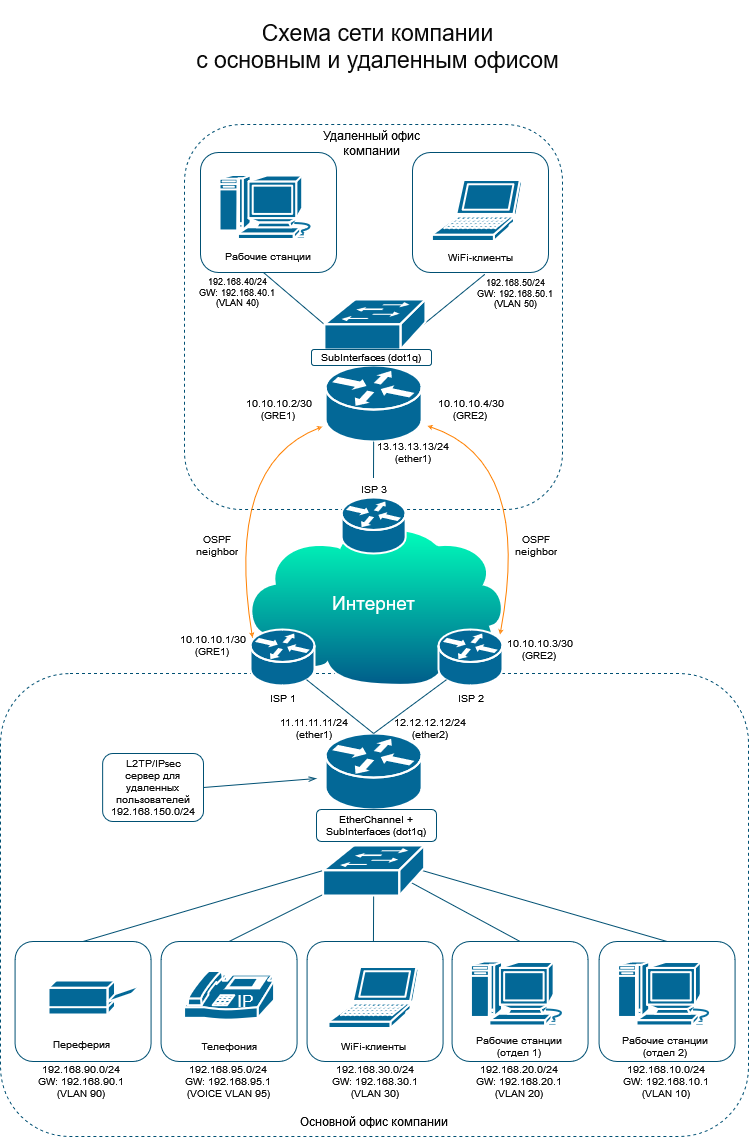 Схема сети компании
с основным и удаленным офисом
Удаленный офис
компании
Рабочие станции
WiFi-клиенты
192.168.40/24
GW: 192.168.40.1
(VLAN 40)
192.168.50/24
GW: 192.168.50.1
(VLAN 50)
SubInterfaces (dot1q)
10.10.10.2/30
(GRE1)
10.10.10.4/30
(GRE2)
13.13.13.13/24
(ether1)
ISP 3
OSPF
neighbor
OSPF
neighbor
Интернет
10.10.10.1/30
(GRE1)
10.10.10.3/30
(GRE2)
ISP 1
ISP 2
11.11.11.11/24
(ether1)
12.12.12.12/24
(ether2)
L2TP/IPsec
сервер для
удаленных
пользователей
192.168.150.0/24
EtherChannel +
SubInterfaces (dot1q)
IP
Переферия
Телефония
WiFi-клиенты
Рабочие станции
(отдел 1)
Рабочие станции
(отдел 2)
192.168.90.0/24
GW: 192.168.90.1
(VLAN 90)
192.168.95.0/24
GW: 192.168.95.1
(VOICE VLAN 95)
192.168.30.0/24
GW: 192.168.30.1
(VLAN 30)
192.168.20.0/24
GW: 192.168.20.1
(VLAN 20)
192.168.10.0/24
GW: 192.168.10.1
(VLAN 10)
Основной офис компании